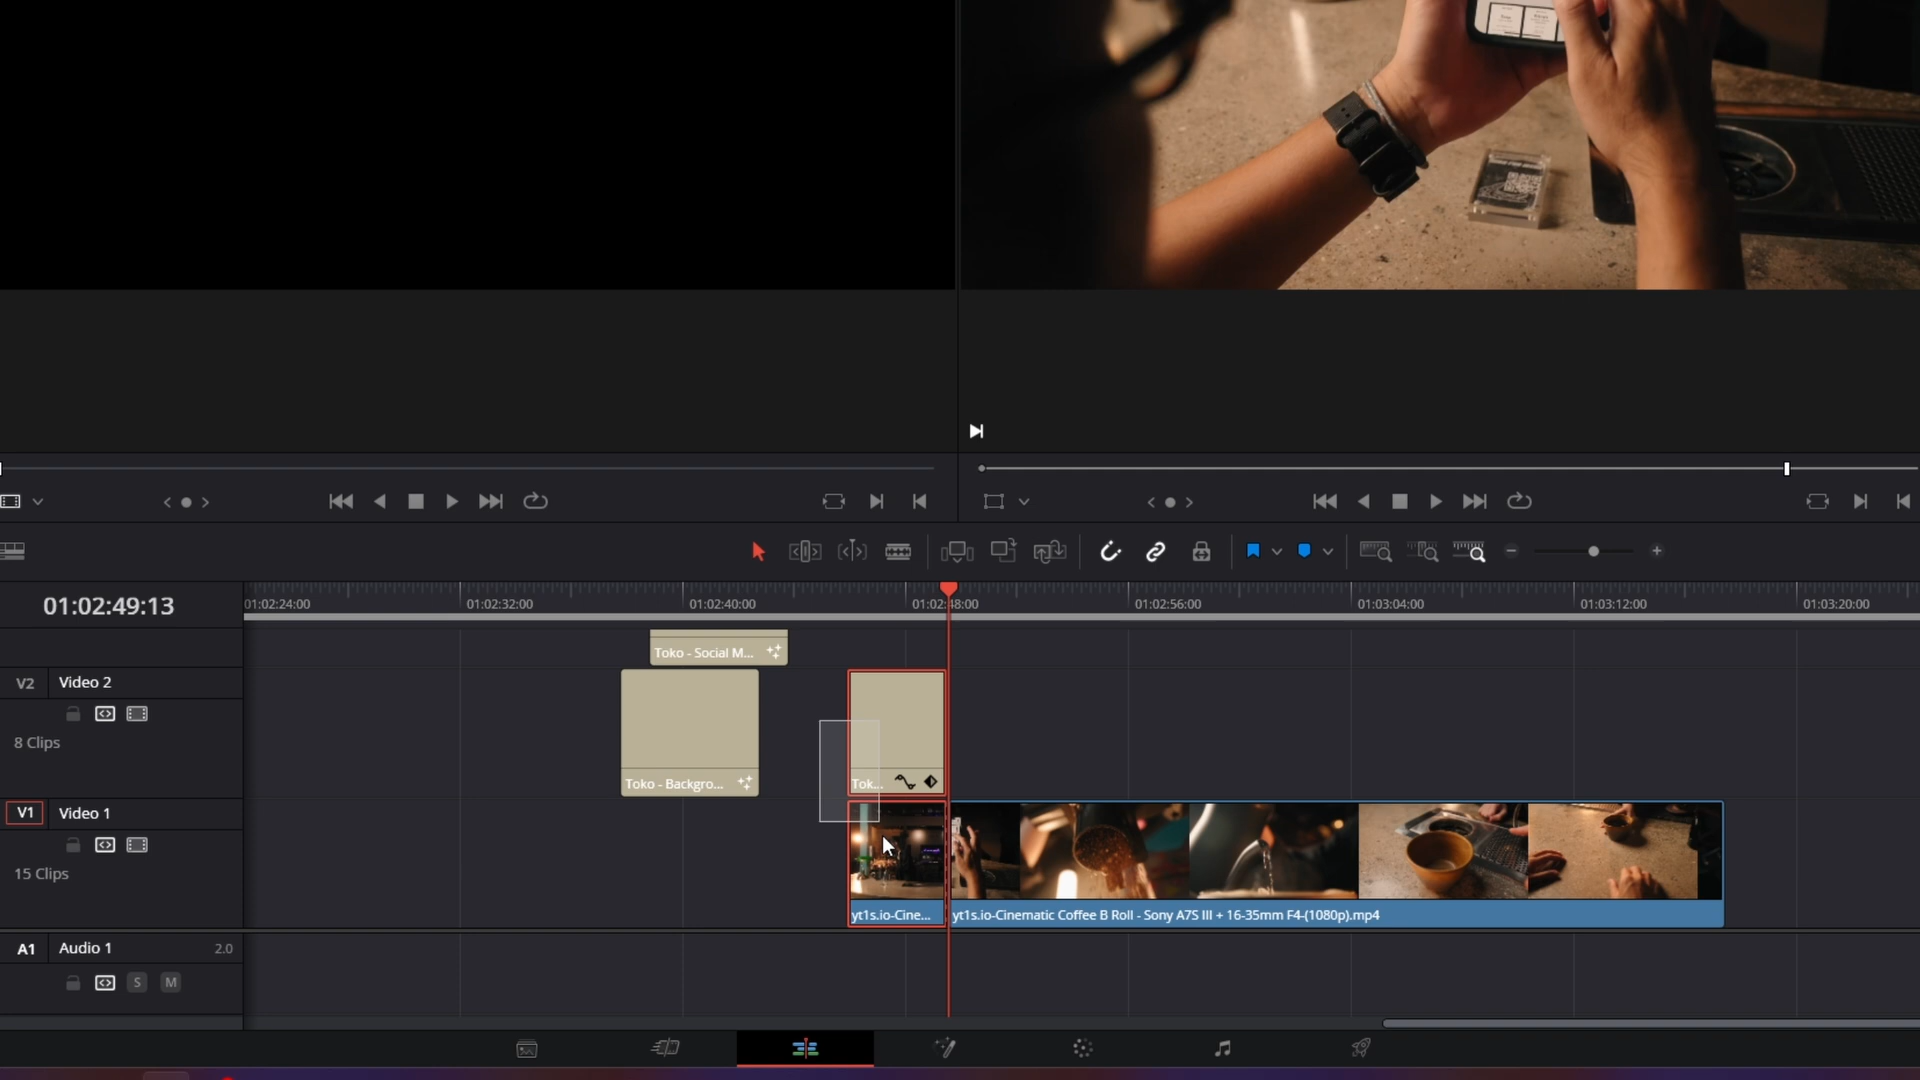 01:02:49:13
01:02:24:00
01:02:32:00
01:02:40:00
01:02:48:00
01:02:56:00
01:03:04:00
01:03:12:00
01:03:20:00
Toko - Social M...
V2 Video 2
8 Clips
Toko - Backgro...
Tok...
V1 Video 1
15 Clips
yt1s.io-Cine...
yt1s.io-Cinematic Coffee B Roll - Sony A7S III + 16-35mm F4-(1080p).mp4
A1 Audio 1 2.0
S M